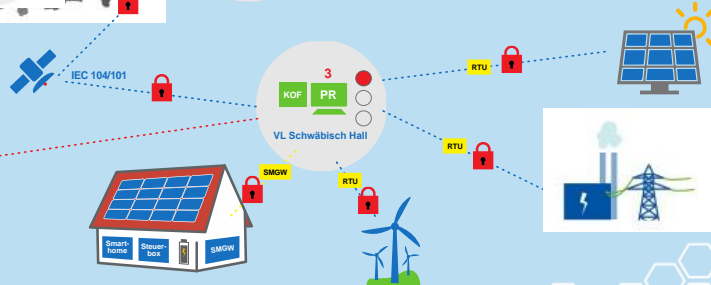 IEC 104/101
3
KOF
PR
VL Schwäbisch Hall
RTU
RTU
SMGW
RTU
Smart-
home
Steuer-
box
SMGW